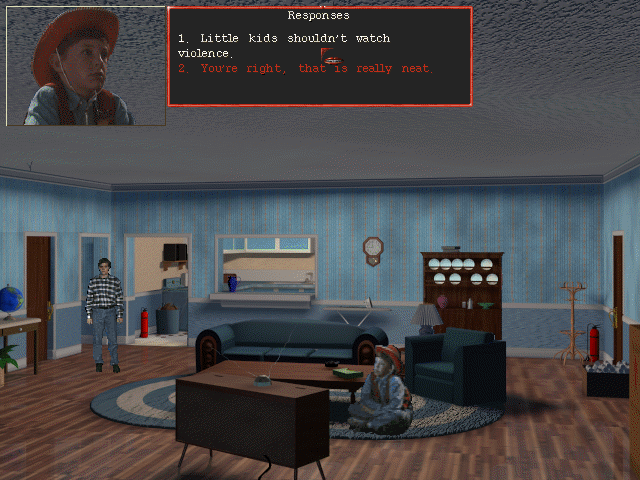 Responses
1. Little kids shouldn't watch
violence.
2. You're right, that is really neat.